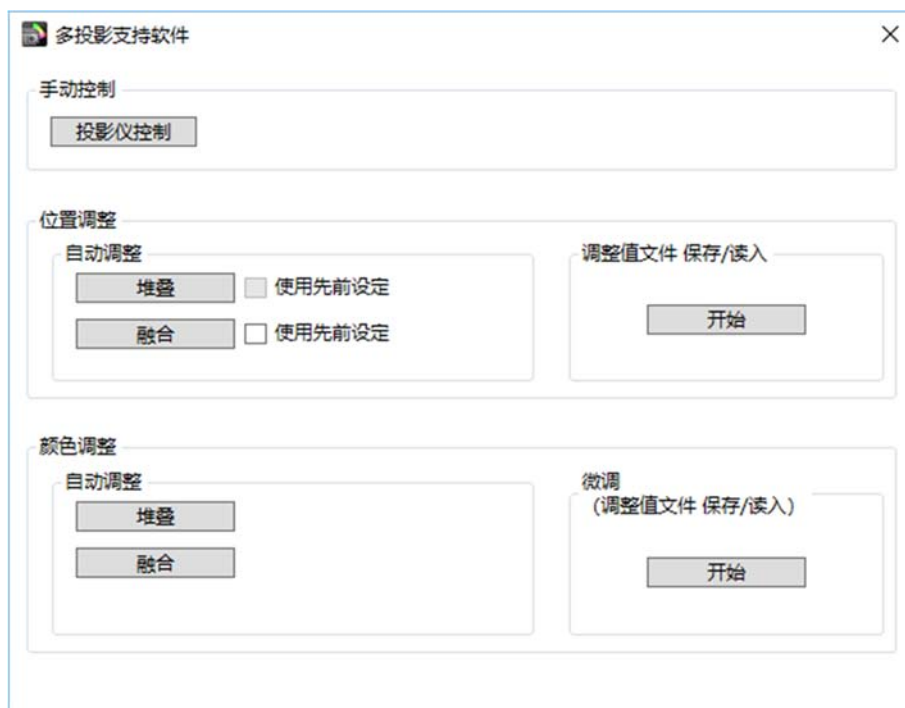 多投影支持软件
手动控制
投影仪控制
位置调整
自动调整
堆叠 使用先前设定
融合 使用先前设定
调整值文件 保存/读入
开始
颜色调整
自动调整
堆叠
融合
微调
(调整值文件 保存/读入)
开始